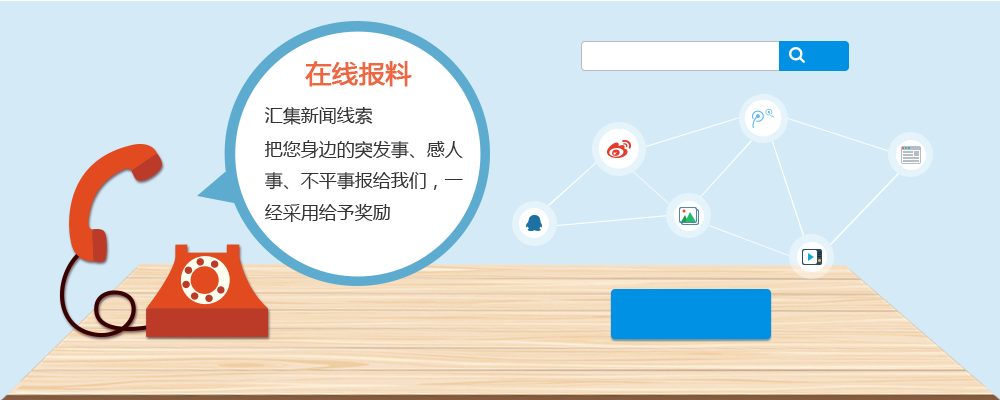 在线报料
汇集新闻线索
把您身边的突发事、感人
事、不平事报给我们，一
经采用给予奖励